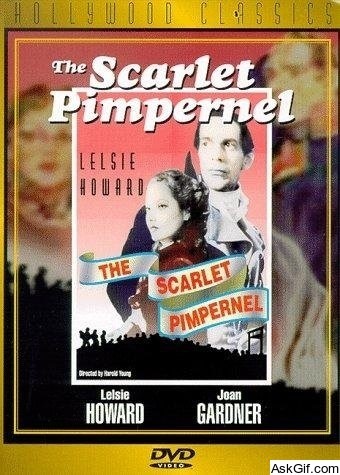 HOLLYWOOD CLASSICS
The Scarlet
Pimpernel
LELSIE
HOWARD
THE
SCARLET
PIMPERNEL
Directed by Harold Young
Lelsie
HOWARD
Joan
GARDNER
DVD
VIDEO
AskGif.com